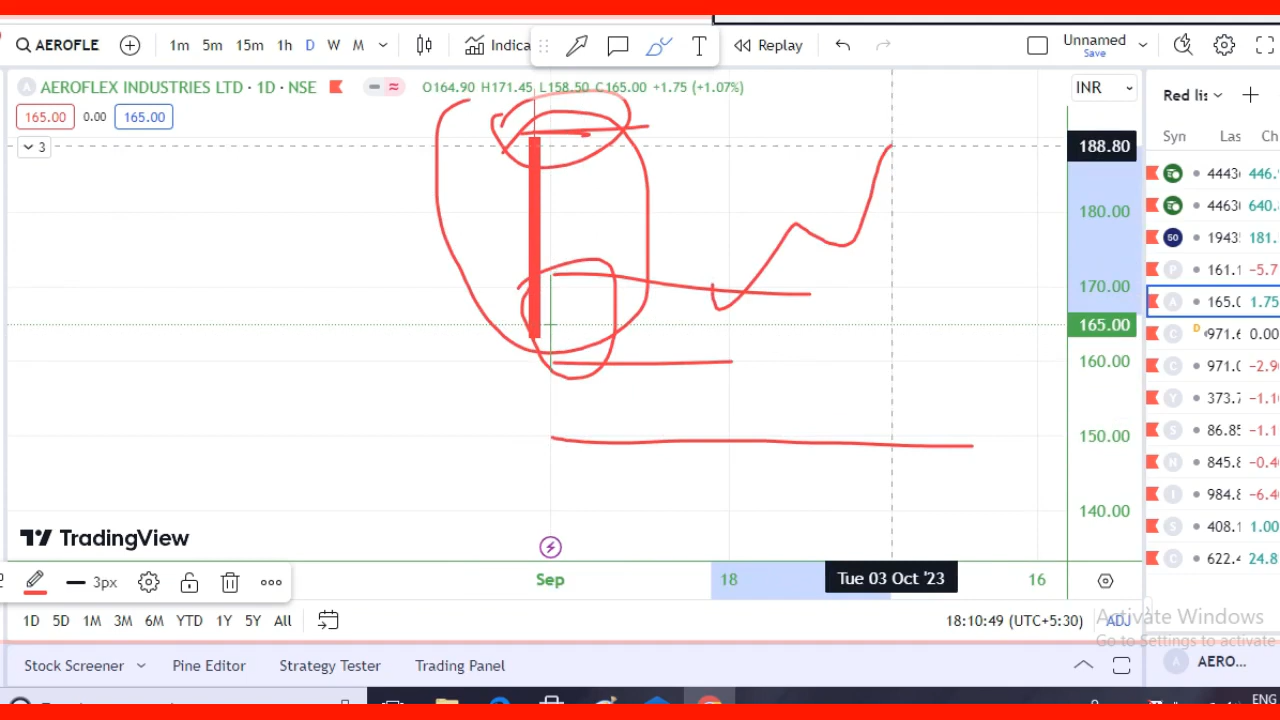 AEROFLE 1m 5m 15m 1h D W M Indica T Replay Unnamed
Save
AEROFLEX INDUSTRIES LTD · 1D · NSE O164.90 H171.45 L158.50 C165.00 +1.75 (+1.07%) INR Red lis
165.00 0.00 165.00
Syn Las Ch
3 188.80
4443 446.
4463 640.
180.00
50 1943 181.
P 161.1 -5.7
170.00
A 165.0 1.75
165.00
C D 971.6 0.00
160.00
C 971.0 -2.9
Y 373.7 -1.1
150.00
S 86.85 -1.1
N 845.8 -0.4
I 984.8 -6.4
140.00
S 408.1 1.00
TradingView
C 622.4 24.8
3px
Sep 18 Tue 03 Oct '23 16
1D 5D 1M 3M 6M YTD 1Y 5Y All 18:10:49 (UTC+5:30) ADJ
Activate Windows
Go to Settings to activate
Stock Screener Pine Editor Strategy Tester Trading Panel A AERO...
ENG